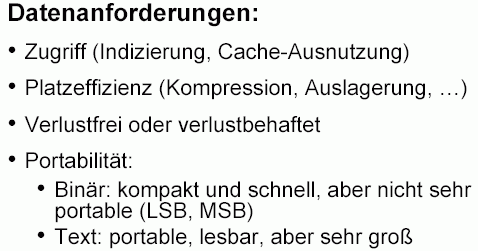 Datenanforderungen:
• Zugriff (Indizierung, Cache-Ausnutzung)
• Platzeffizienz (Kompression, Auslagerung, …)
• Verlustfrei oder verlustbehaftet
• Portabilität:
• Binär: kompakt und schnell, aber nicht sehr
portable (LSB, MSB)
• Text: portable, lesbar, aber sehr groß